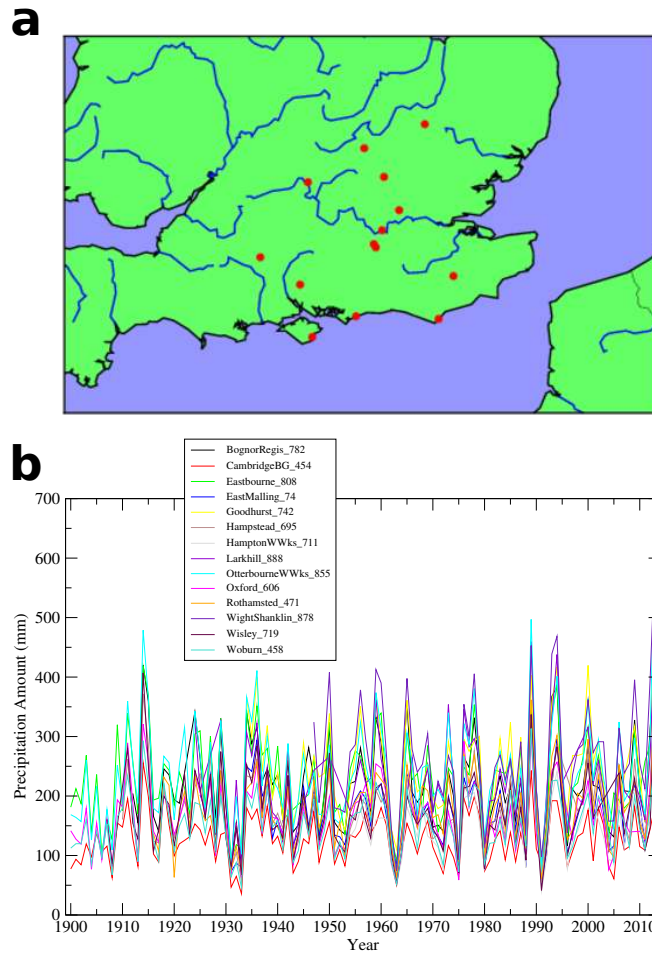 a
b
BognorRegis_782
CambridgeBG_454
Eastbourne_808
EastMalling_74
Goodhurst_742
Hampstead_695
HamptonWWks_711
Larkhill_888
OtterbourneWWks_855
Oxford_606
Rothamsted_471
WightShanklin_878
Wisley_719
Woburn_458
700
600
500
400
300
200
100
0
Precipitation Amount (mm)
1900 1910 1920 1930 1940 1950 1960 1970 1980 1990 2000 201
Year